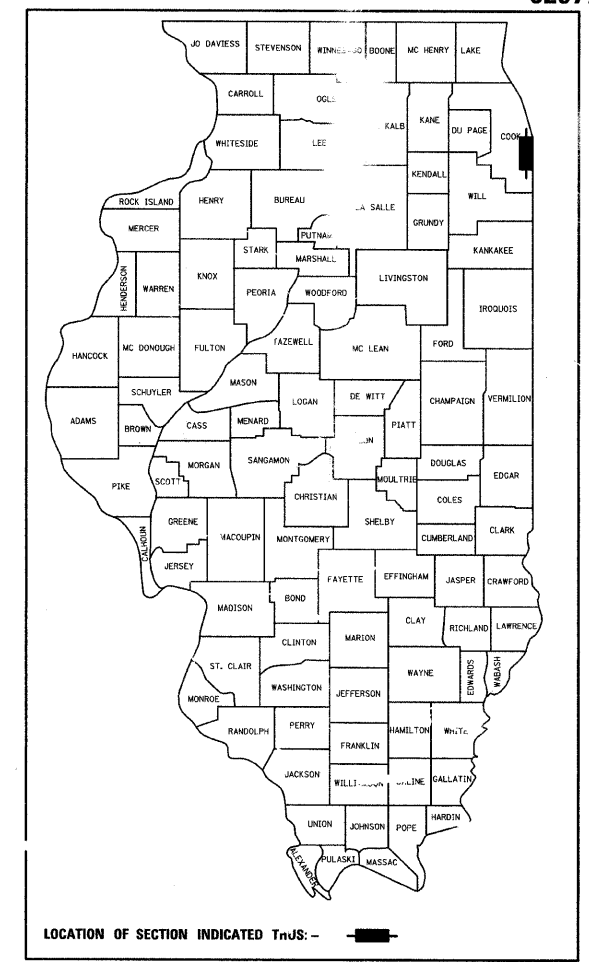 JO DAVIESS STEVENSON BOONE MC HENRY LAKE
CARROLL KANE DU PAGE COOK
WHITESIDE LEE KALB KENDALL WILL
ROCK ISLAND HENRY BUREAU SALLE GRUNDY
MERCER STARK MARSHALL KANKAKEE
HENDERSON WARREN KNOX PEORIA WOODFORD LIVINGSTON IROQUOIS
HANCOCK MC DONOUGH FULTON MC LEAN FORD
MASON
SCHUYLER LOGAN DE WITT CHAMPAIGN VERMILION
ADAMS BROWN CASS MENARD PIATT
MORGAN SANGAMON DOUGLAS EDGAR
PIKE SCOTT CHRISTIAN MOULTRIE COLES
GREENE SHELBY CLARK
CALHOUN MONTGOMERY CUMBERLAND
JERSEY FAYETTE EFFINGHAM JASPER CRAWFORD
MADISON BOND
CLAY RICHLAND LAWRENCE
CLINTON MARION
ST. CLAIR WAYNE EDWARDS WABASH
WASHINGTON JEFFERSON
MONROE
RANDOLPH PERRY HAMILTON
FRANKLIN
JACKSON GALLATIN
UNION JOHNSON POPE HARDIN
ALEXANDER PULASKI MASSAC
LOCATION OF SECTION INDICATED THUS: -